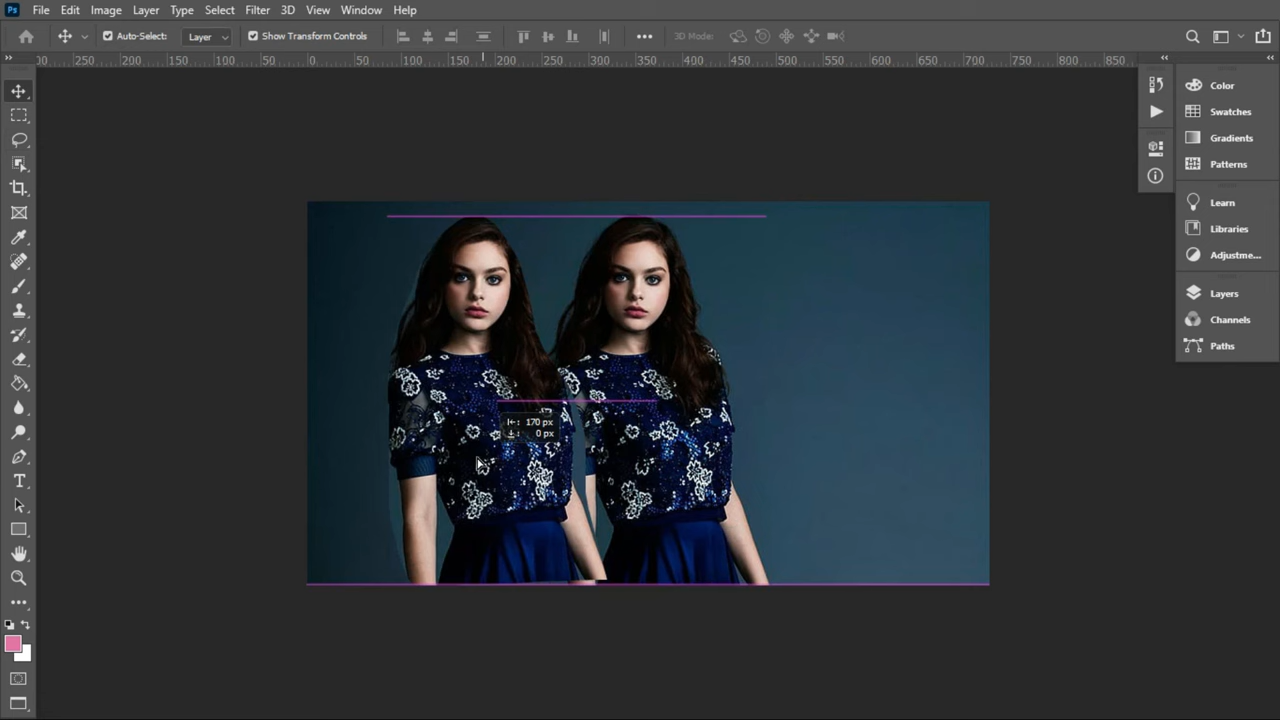 Ps File Edit Image Layer Type Select Filter 3D View Window Help
Auto-Select: Layer Show Transform Controls ••• 3D Mode:
00 250 200 150 100 50 0 50 100 150 200 250 300 350 400 450 500 550 600 650 700 750 800 850
Color
Swatches
Gradients
Patterns
Learn
Libraries
Adjustme...
Layers
Channels
Paths
170 px
0 px
T